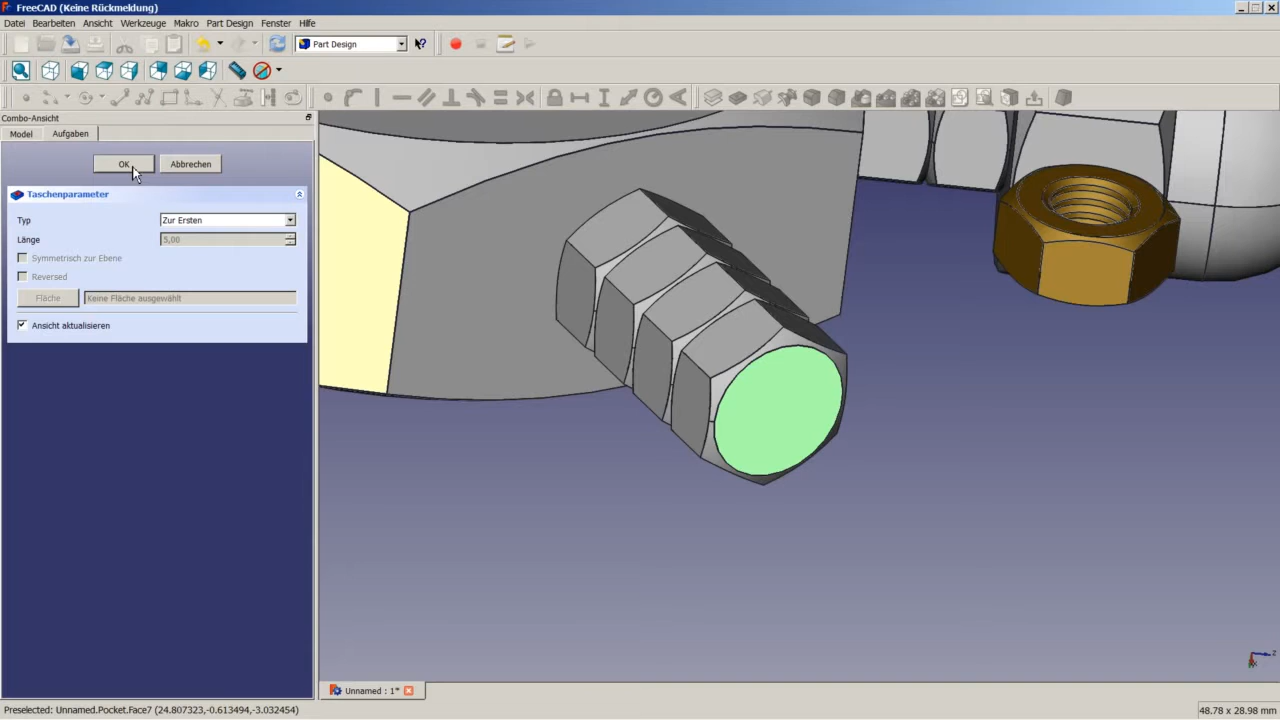 FreeCAD (Keine Rückmeldung)
Datei Bearbeiten Ansicht Werkzeuge Makro Part Design Fenster Hilfe
Part Design
Combo-Ansicht
Model Aufgaben
OK Abbrechen
Taschenparameter
Typ Zur Ersten
Länge 5,00
Symmetrisch zur Ebene
Reversed
Fläche Keine Fläche ausgewählt
Ansicht aktualisieren
Unnamed : 1*
Preselected: Unnamed.Pocket.Face7 (24.807323,-0.613494,-3.032454) 48.78 x 28.98 mm